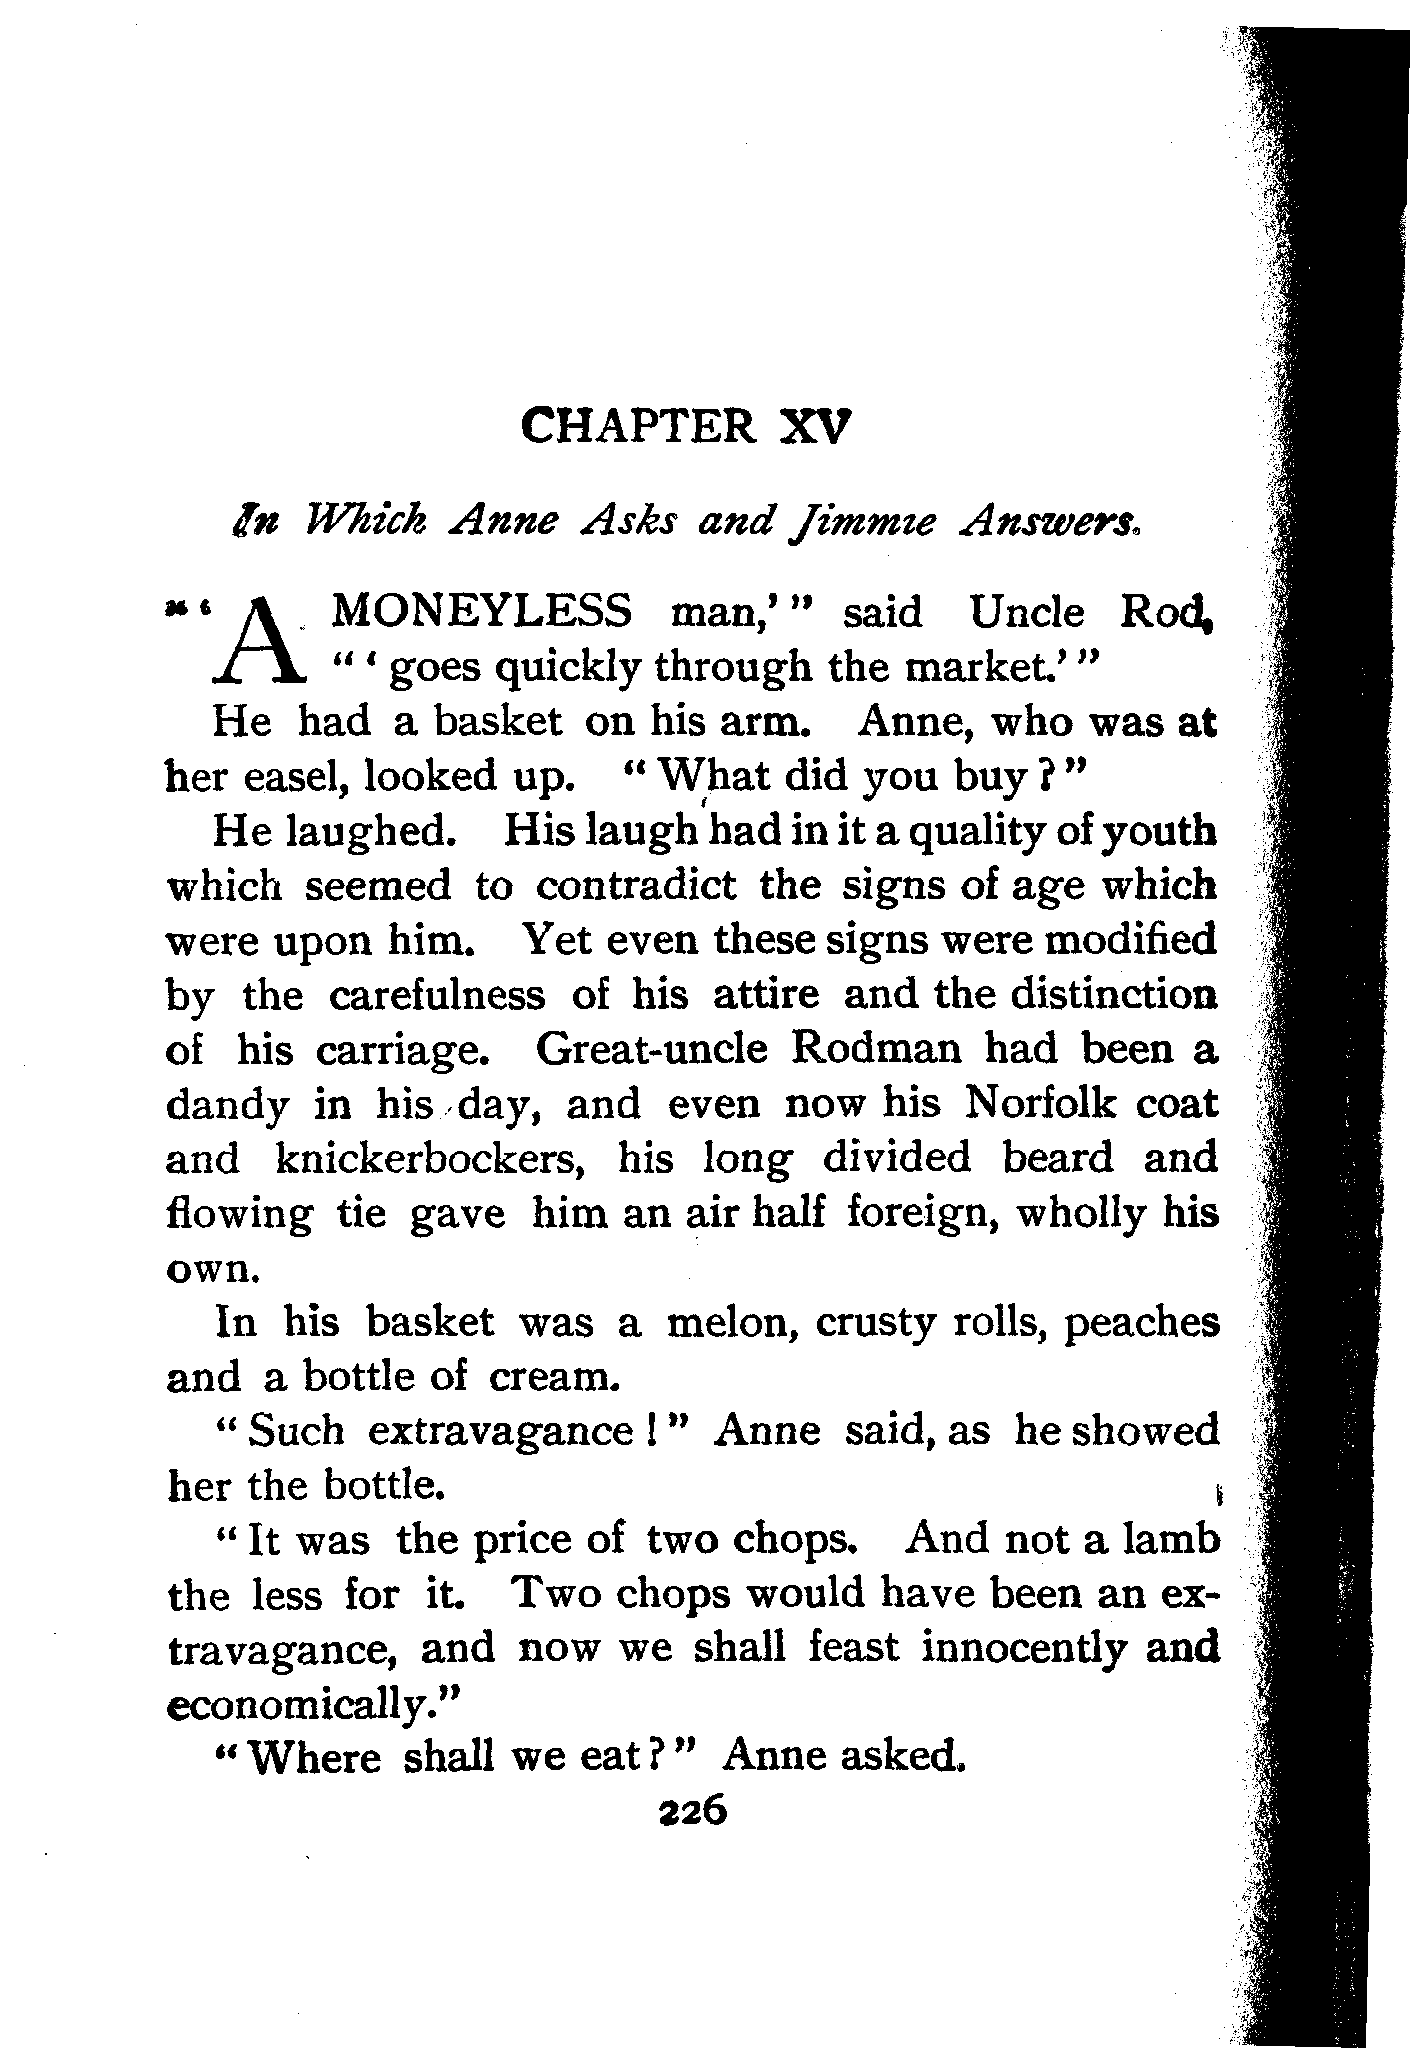 CHAPTER XV
In Which Anne Asks and Jimmie Answers.
"'A MONEYLESS man,'" said Uncle Rod,
"'goes quickly through the market.'"
He had a basket on his arm. Anne, who was at
her easel, looked up. "What did you buy?"
He laughed. His laugh had in it a quality of youth
which seemed to contradict the signs of age which
were upon him. Yet even these signs were modified
by the carefulness of his attire and the distinction
of his carriage. Great-uncle Rodman had been a
dandy in his day, and even now his Norfolk coat
and knickerbockers, his long divided beard and
flowing tie gave him an air half foreign, wholly his
own.
In his basket was a melon, crusty rolls, peaches
and a bottle of cream.
"Such extravagance!" Anne said, as he showed
her the bottle.
"It was the price of two chops. And not a lamb
the less for it. Two chops would have been an ex-
travagance, and now we shall feast innocently and
economically."
"Where shall we eat?" Anne asked.
226